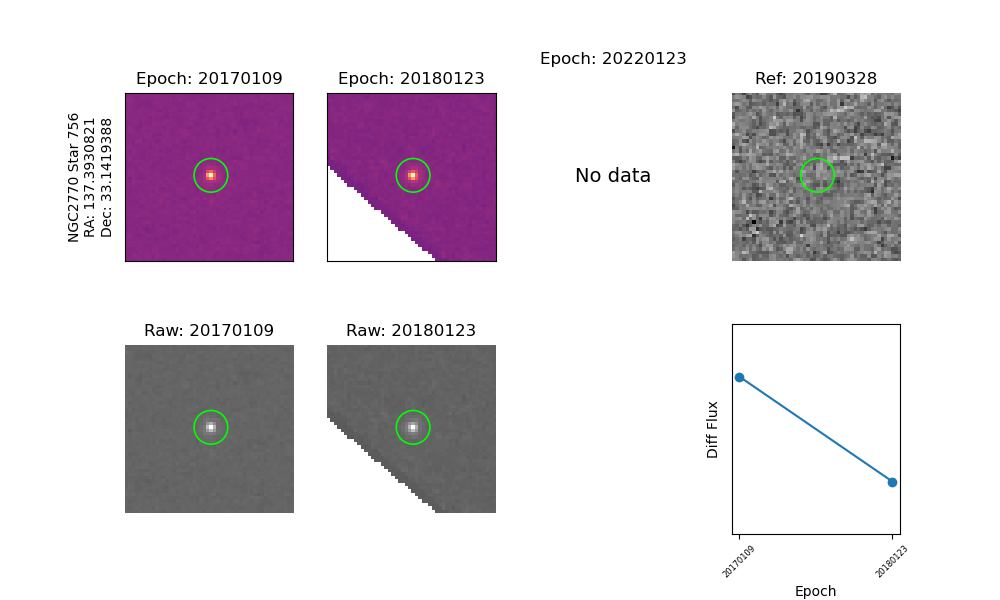 Epoch: 20220123
Epoch: 20170109
Epoch: 20180123
Ref: 20190328
NGC2770 Star 756
RA: 137.3930821
Dec: 33.1419388
No data
Raw: 20170109
Raw: 20180123
Diff Flux
20170109
20180123
Epoch